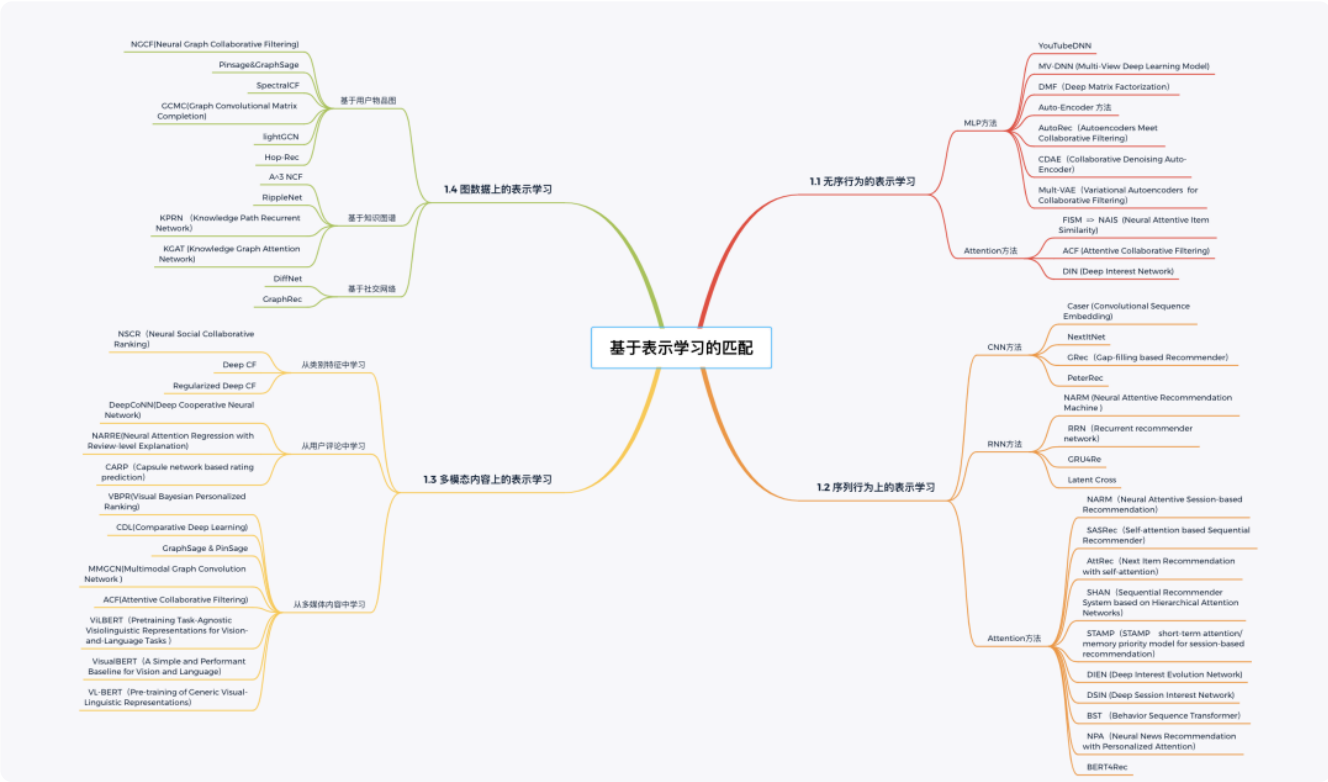 基于表示学习的匹配
1.1 无序行为的表示学习
MLP方法
YouTubeDNN
MV-DNN (Multi-View Deep Learning Model)
DMF（Deep Matrix Factorization）
Auto-Encoder 方法
AutoRec（Autoencoders Meet
Collaborative Filtering）
CDAE（Collaborative Denoising Auto-
Encoder）
Mult-VAE（Variational Autoencoders for
Collaborative Filtering）
Attention方法
FISM => NAIS (Neural Attentive Item
Similarity)
ACF (Attentive Collaborative Filtering)
DIN (Deep Interest Network)
1.2 序列行为上的表示学习
CNN方法
Caser (Convolutional Sequence
Embedding)
NextItNet
GRec（Gap-filling based Recommender）
PeterRec
RNN方法
NARM (Neural Attentive Recommendation
Machine )
RRN（Recurrent recommender
network）
GRU4Re
Latent Cross
Attention方法
NARM（Neural Attentive Session-based
Recommendation）
SASRec（Self-attention based Sequential
Recommender）
AttRec（Next Item Recommendation
with self-attention）
SHAN（Sequential Recommender
System based on Hierarchical Attention
Networks）
STAMP（STAMP short-term attention/
memory priority model for session-based
recommendation）
DIEN (Deep Interest Evolution Network)
DSIN (Deep Session Interest Network)
BST （Behavior Sequence Transformer）
NPA（Neural News Recommendation
with Personalized Attention）
BERT4Rec
1.3 多模态内容上的表示学习
从类别特征中学习
NSCR（Neural Social Collaborative
Ranking）
Deep CF
Regularized Deep CF
从用户评论中学习
DeepCoNN(Deep Cooperative Neural
Network)
NARRE(Neural Attention Regression with
Review-level Explanation)
CARP（Capsule network based rating
prediction）
从多媒体内容中学习
VBPR(Visual Bayesian Personalized
Ranking)
CDL(Comparative Deep Learning)
GraphSage & PinSage
MMGCN(Multimodal Graph Convolution
Network )
ACF(Attentive Collaborative Filtering)
ViLBERT（Pretraining Task-Agnostic
Visiolinguistic Representations for Vision-
and-Language Tasks ）
VisualBERT（A Simple and Performant
Baseline for Vision and Language）
VL-BERT（Pre-training of Generic Visual-
Linguistic Representations）
1.4 图数据上的表示学习
基于用户物品图
NGCF(Neural Graph Collaborative Filtering)
Pinsage&GraphSage
SpectralCF
GCMC(Graph Convolutional Matrix
Completion)
lightGCN
Hop-Rec
基于知识图谱
A^3 NCF
RippleNet
KPRN （Knowledge Path Recurrent
Network）
KGAT (Knowledge Graph Attention
Network)
基于社交网络
DiffNet
GraphRec